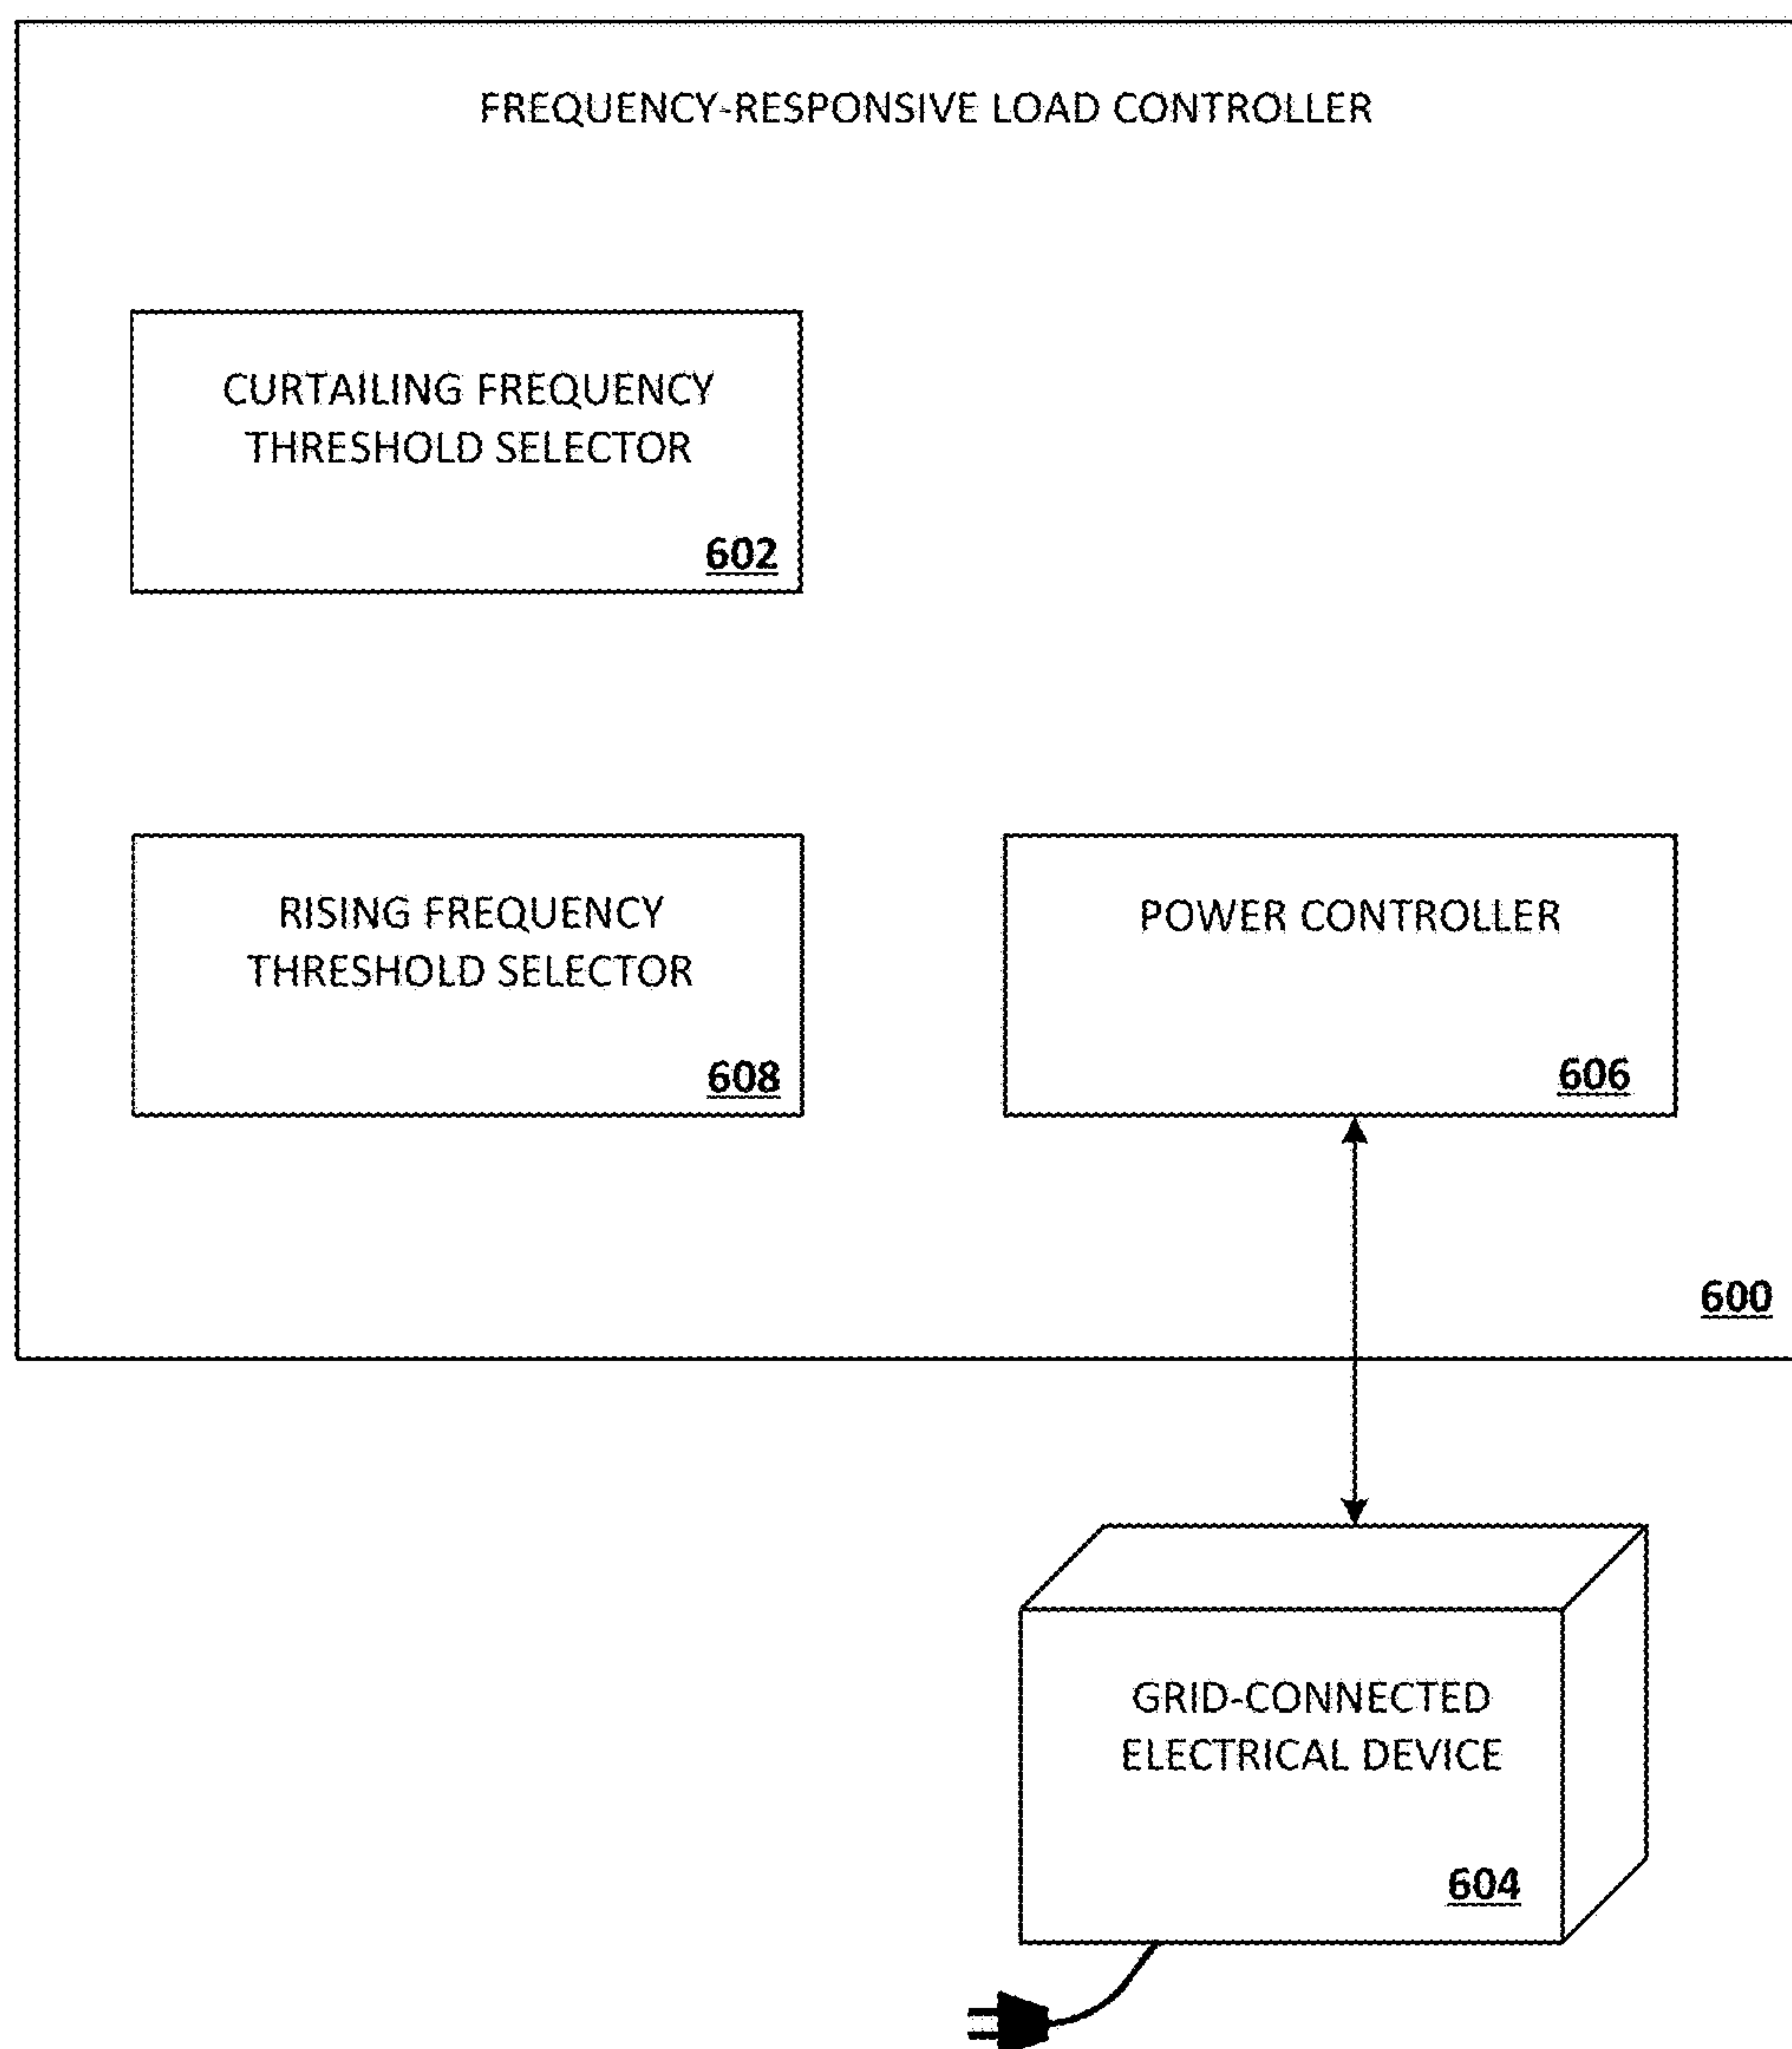 FREQUENCY-RESPONSIVE LOAD CONTROLLER
CURTAILING FREQUENCY
THRESHOLD SELECTOR
602
RISING FREQUENCY
THRESHOLD SELECTOR
608
POWER CONTROLLER
606
600
GRID-CONNECTED
ELECTRICAL DEVICE
604